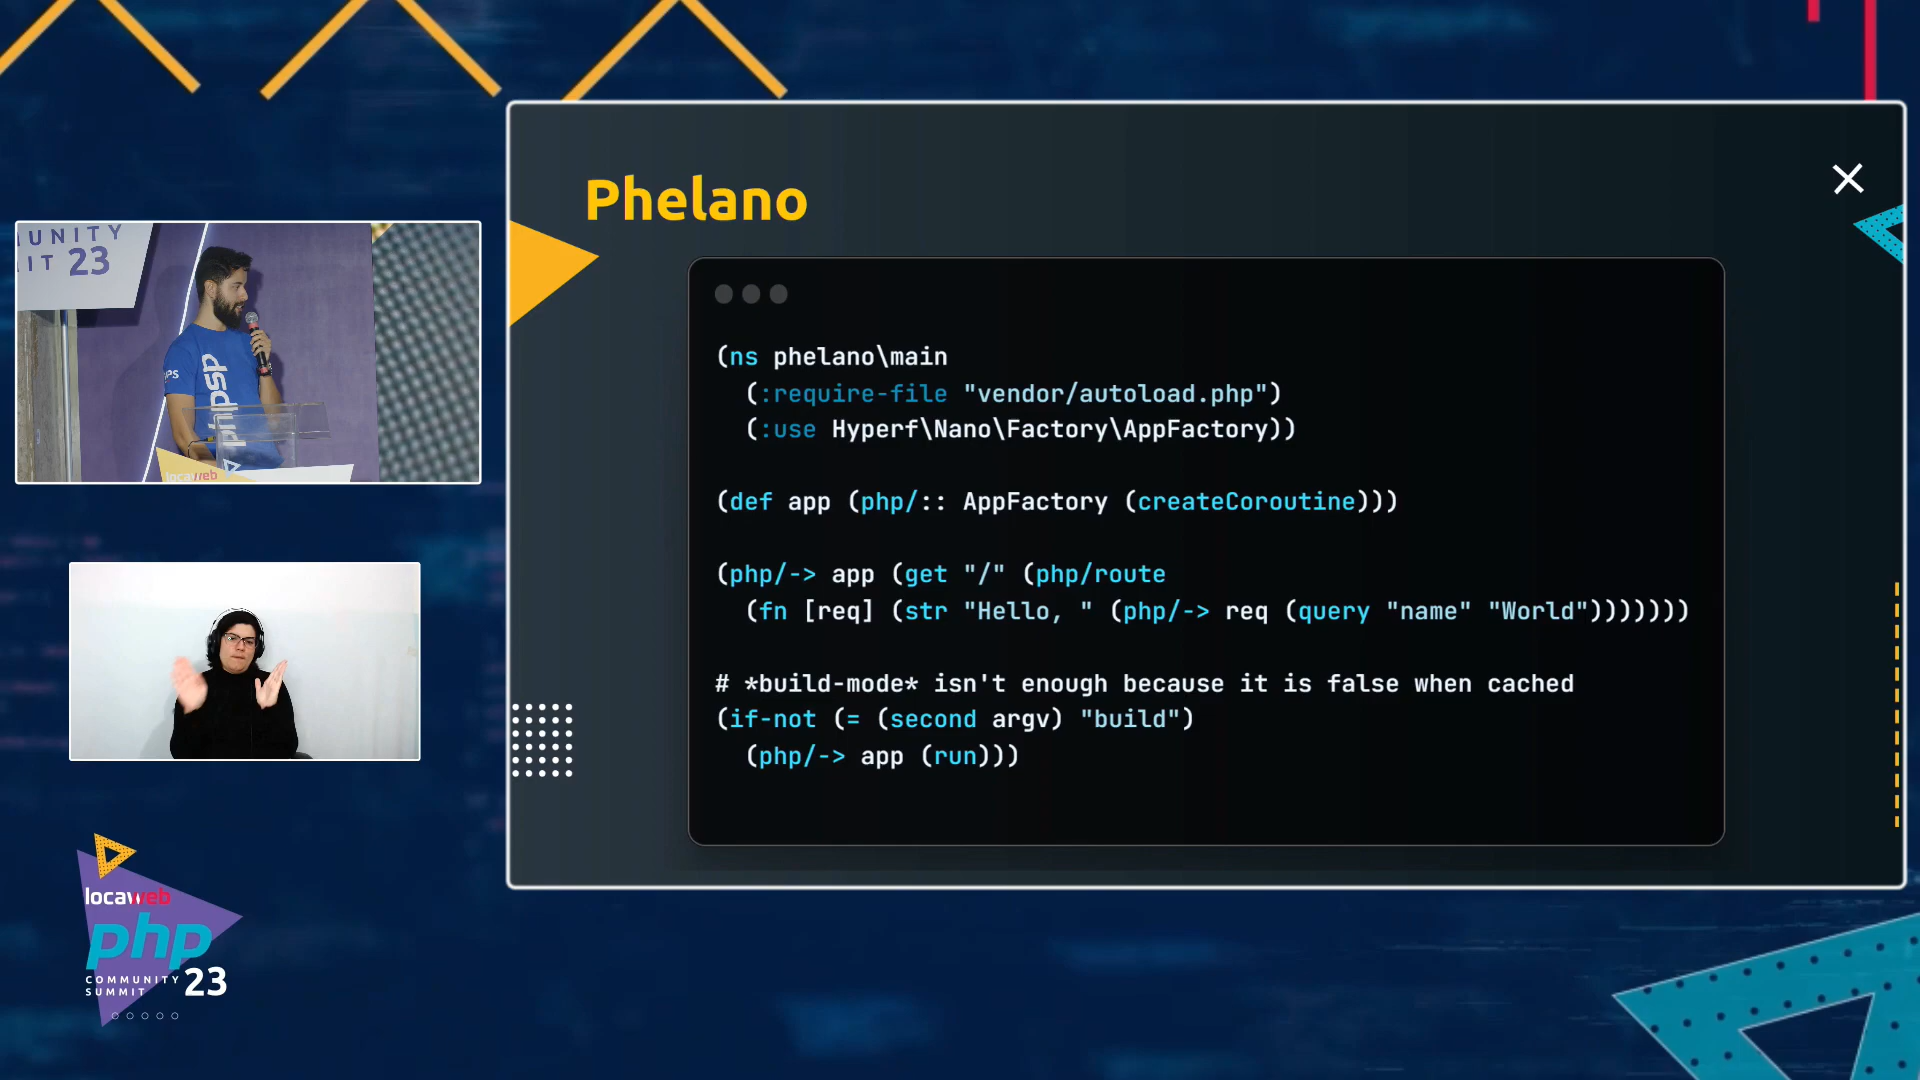 Phelano
(ns phelano\main
  (:require-file "vendor/autoload.php")
  (:use Hyperf\Nano\Factory\AppFactory))
(def app (php/:: AppFactory (createCoroutine)))
(php/-> app (get "/" (php/route
  (fn [req] (str "Hello, " (php/-> req (query "name" "World")))))))
# *build-mode* isn't enough because it is false when cached
(if-not (= (second argv) "build")
  (php/-> app (run)))
UNITY
IT 23
phpsp
locaweb
locaweb
php
COMMUNITY
SUMMIT 23